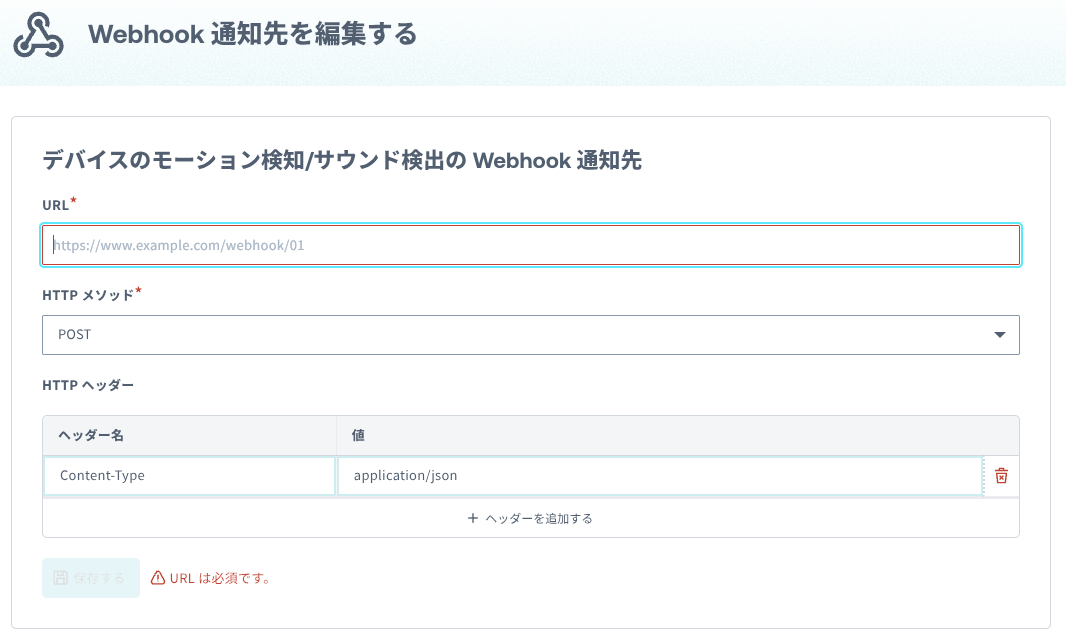 Webhook 通知先を編集する
デバイスのモーション検知/サウンド検出の Webhook 通知先
URL*
https://www.example.com/webhook/01
HTTP メソッド*
POST
HTTP ヘッダー
ヘッダー名 値
Content-Type application/json
+ ヘッダーを追加する
保存する URL は必須です。